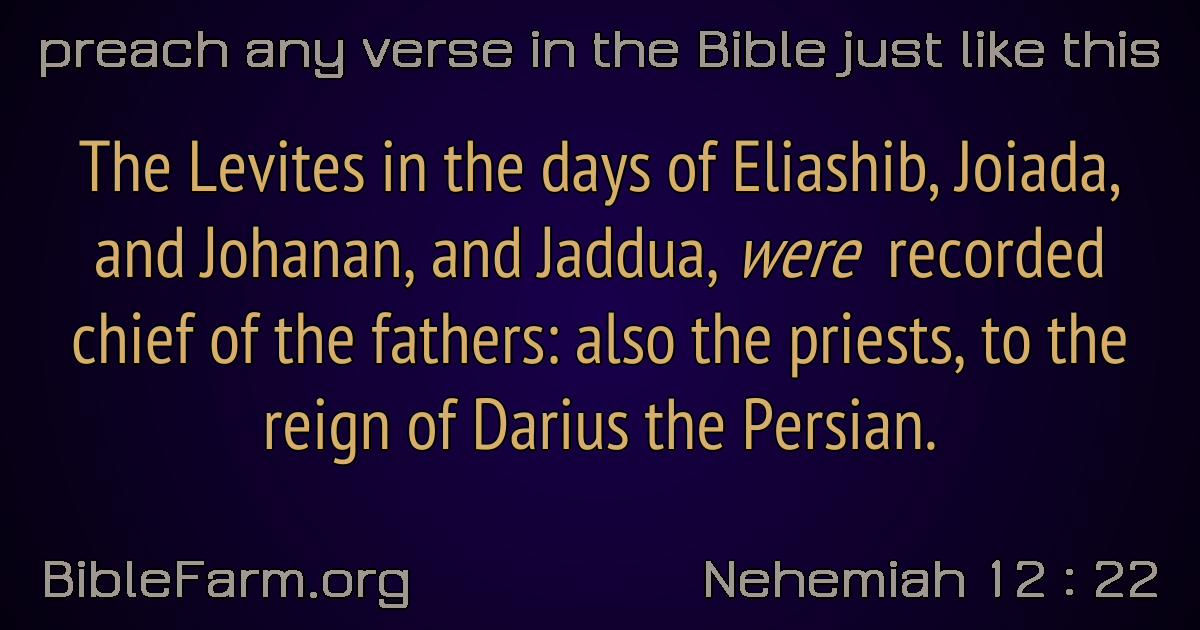 preach any verse in the Bible just like this
The Levites in the days of Eliashib, Joiada,
and Johanan, and Jaddua, were recorded
chief of the fathers: also the priests, to the
reign of Darius the Persian.
BibleFarm.org
Nehemiah 12 : 22